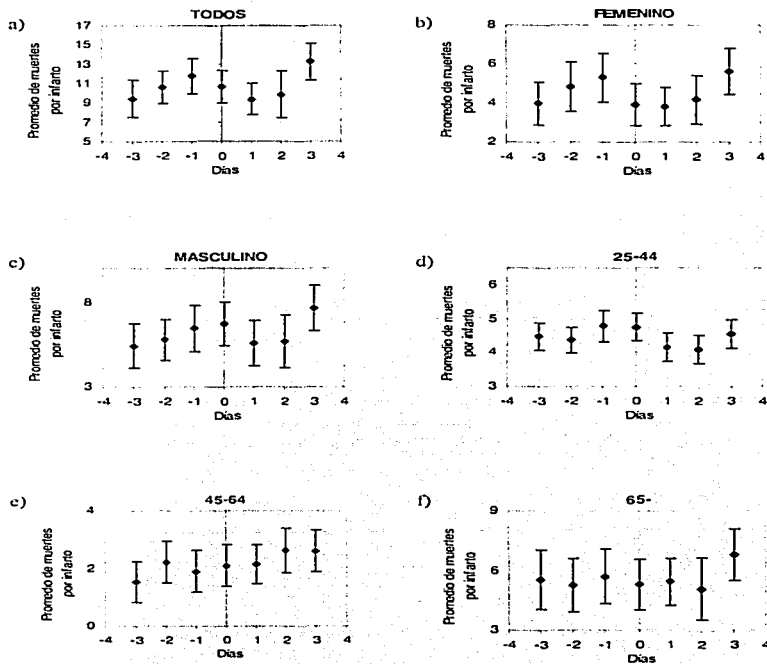 a)
TODOS
Promedio de muertes
por infarto
17
15
13
11
9
7
5
-4 -3 -2 -1 0 1 2 3 4
Días
b)
FEMENINO
Promedio de muertes
por infarto
8
6
4
2
-4 -3 -2 -1 0 1 2 3 4
Días
c)
MASCULINO
Promedio de muertes
por infarto
8
3
-4 -3 -2 -1 0 1 2 3 4
Días
d)
25-44
Promedio de muertes
por infarto
6
5
4
3
-4 -3 -2 -1 0 1 2 3 4
Días
e)
45-64
Promedio de muertes
por infarto
4
2
0
-4 -3 -2 -1 0 1 2 3 4
Días
f)
65-
Promedio de muertes
por infarto
9
6
3
-4 -3 -2 -1 0 1 2 3 4
Días